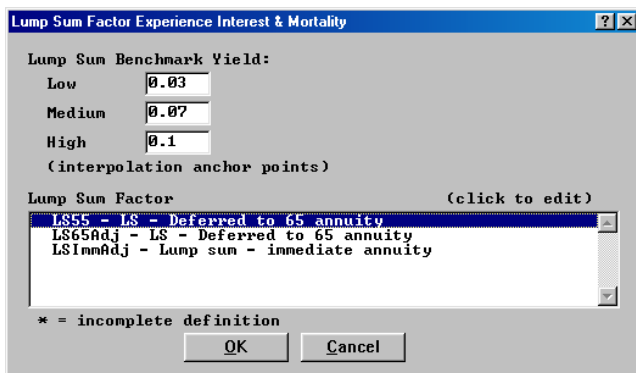 Lump Sum Factor Experience Interest & Mortality
Lump Sum Benchmark Yield:
Low 0.03
Medium 0.07
High 0.1
(interpolation anchor points)
Lump Sum Factor (click to edit)
LS55 - LS - Deferred to 65 annuity
LS65Adj - LS - Deferred to 65 annuity
LSImmAdj - Lump sum - immediate annuity
* = incomplete definition
OK Cancel